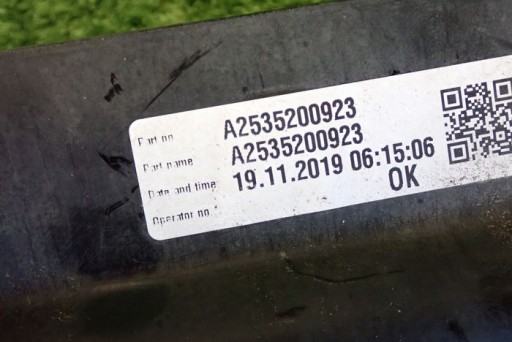 Part no A2535200923
Part name A2535200923
Date and time 19.11.2019 06:15:06
Operator no OK